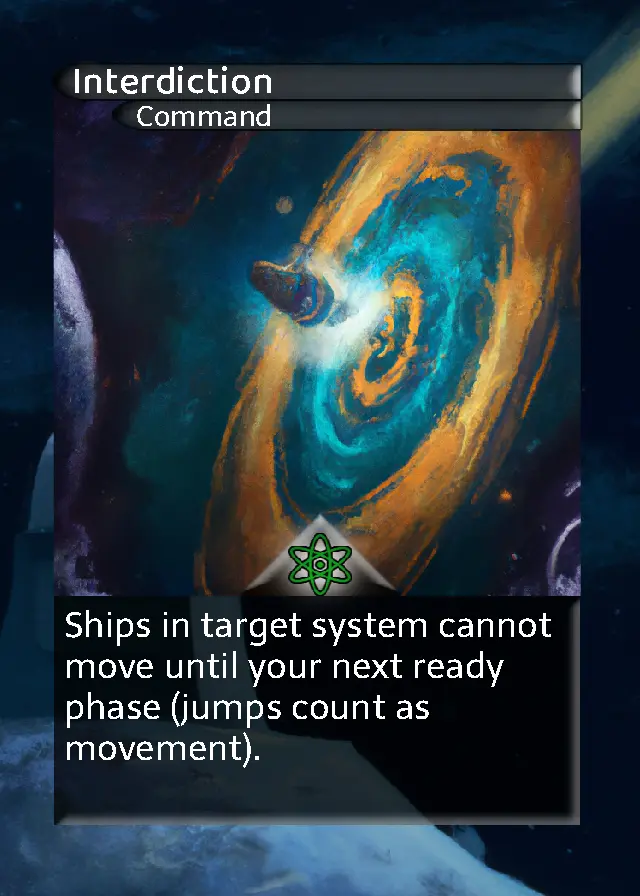 Interdiction
Command
Ships in target system cannot
move until your next ready
phase (jumps count as
movement).